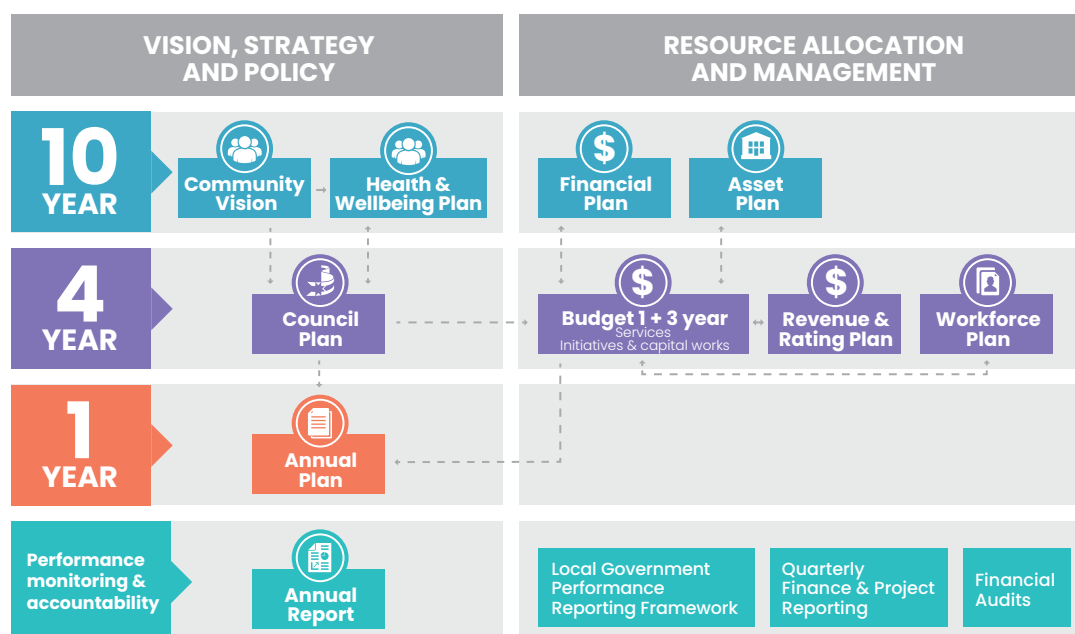 VISION, STRATEGY
AND POLICY
RESOURCE ALLOCATION
AND MANAGEMENT
10
YEAR
Community
Vision
Health &
Wellbeing Plan
$
Financial
Plan
Asset
Plan
4
YEAR
Council
Plan
$
Budget 1 + 3 year
Services
Initiatives & capital works
$
Revenue &
Rating Plan
Workforce
Plan
1
YEAR
Annual
Plan
Performance
monitoring &
accountability
Annual
Report
Local Government
Performance
Reporting Framework
Quarterly
Finance & Project
Reporting
Financial
Audits